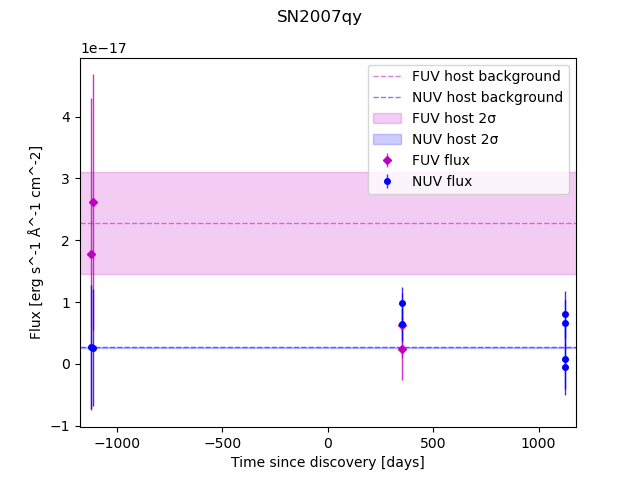 SN2007qy
1e−17
FUV host background
NUV host background
FUV host 2σ
NUV host 2σ
FUV flux
NUV flux
Flux [erg s^-1 Å^-1 cm^-2]
4
3
2
1
0
−1
−1000
−500
0
500
1000
Time since discovery [days]